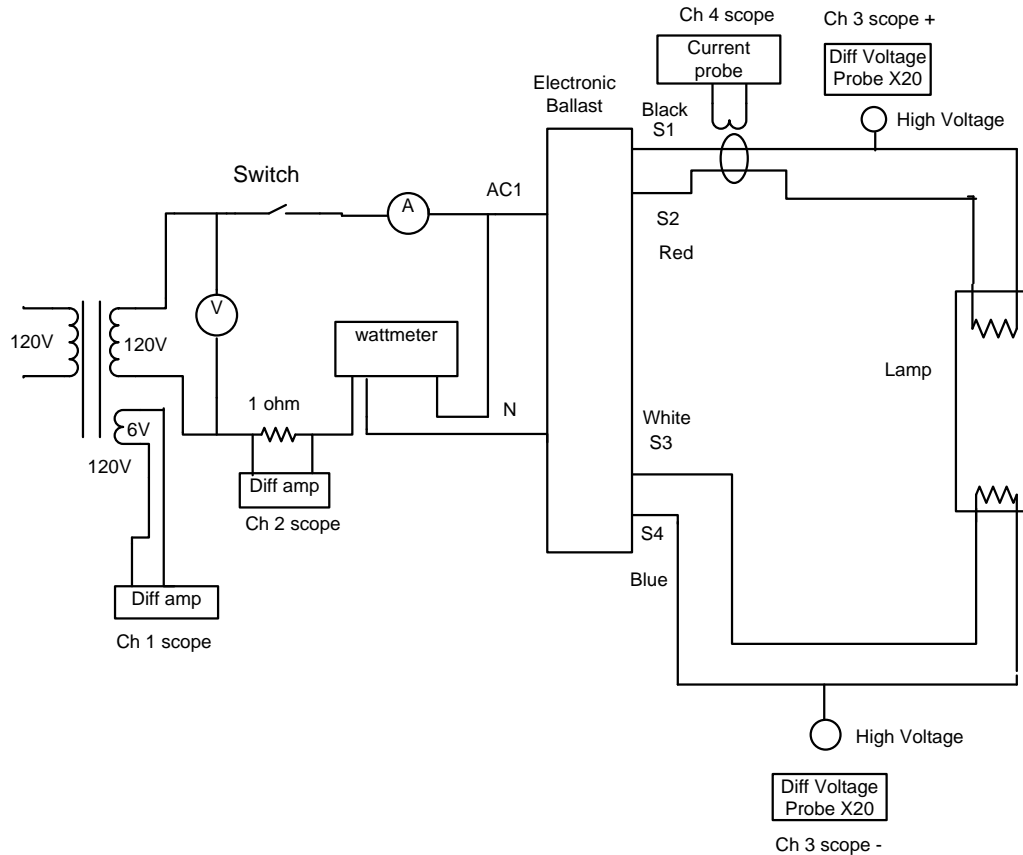 Ch 4 scope
Ch 3 scope +
Current
probe
Diff Voltage
Probe X20
Electronic
Ballast
Black
S1
High Voltage
Switch
A
AC1
S2
Red
V
wattmeter
120V
120V
Lamp
1 ohm
N
White
S3
6V
120V
Diff amp
Ch 2 scope
S4
Blue
Diff amp
Ch 1 scope
High Voltage
Diff Voltage
Probe X20
Ch 3 scope -